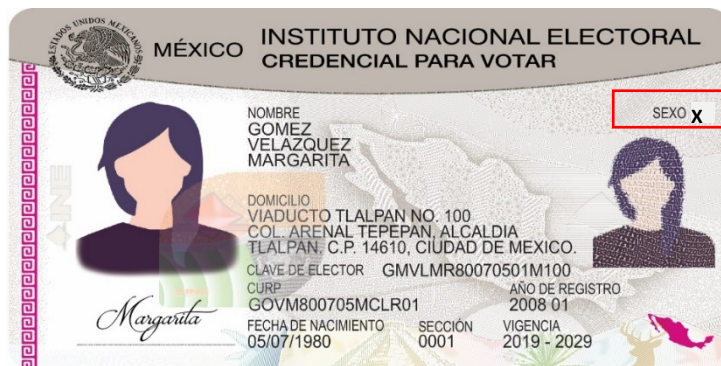 ESTADOS UNIDOS MEXICANOS
MÉXICO
INSTITUTO NACIONAL ELECTORAL
CREDENCIAL PARA VOTAR
NOMBRE
GOMEZ
VELAZQUEZ
MARGARITA
SEXO X
DOMICILIO
VIADUCTO TLALPAN NO. 100
COL. ARENAL TEPEPAN, ALCALDIA
TLALPAN, C.P. 14610, CIUDAD DE MEXICO.
CLAVE DE ELECTOR GMVLMR80070501M100
CURP
GOVM800705MCLR01
AÑO DE REGISTRO
2008 01
FECHA DE NACIMIENTO
05/07/1980
SECCIÓN
0001
VIGENCIA
2019 - 2029
Margarita
INE